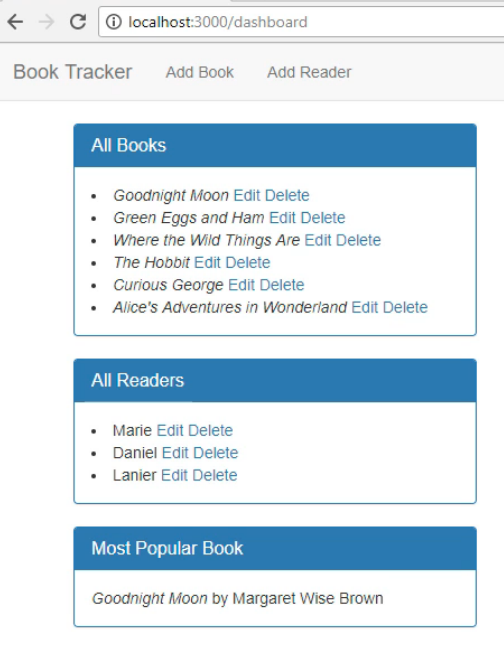 localhost:3000/dashboard
Book Tracker Add Book Add Reader
All Books
Goodnight Moon Edit Delete
Green Eggs and Ham Edit Delete
Where the Wild Things Are Edit Delete
The Hobbit Edit Delete
Curious George Edit Delete
Alice's Adventures in Wonderland Edit Delete
All Readers
Marie Edit Delete
Daniel Edit Delete
Lanier Edit Delete
Most Popular Book
Goodnight Moon by Margaret Wise Brown